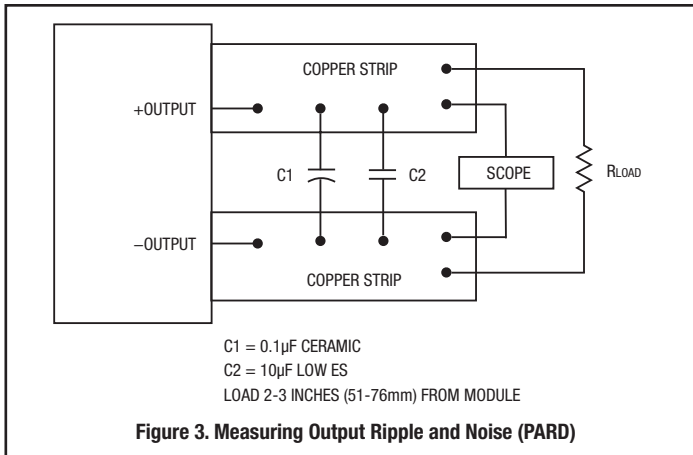 COPPER STRIP
+OUTPUT
C1 C2 SCOPE RLOAD
−OUTPUT
COPPER STRIP
C1 = 0.1µF CERAMIC
C2 = 10µF LOW ES
LOAD 2-3 INCHES (51-76mm) FROM MODULE
Figure 3. Measuring Output Ripple and Noise (PARD)